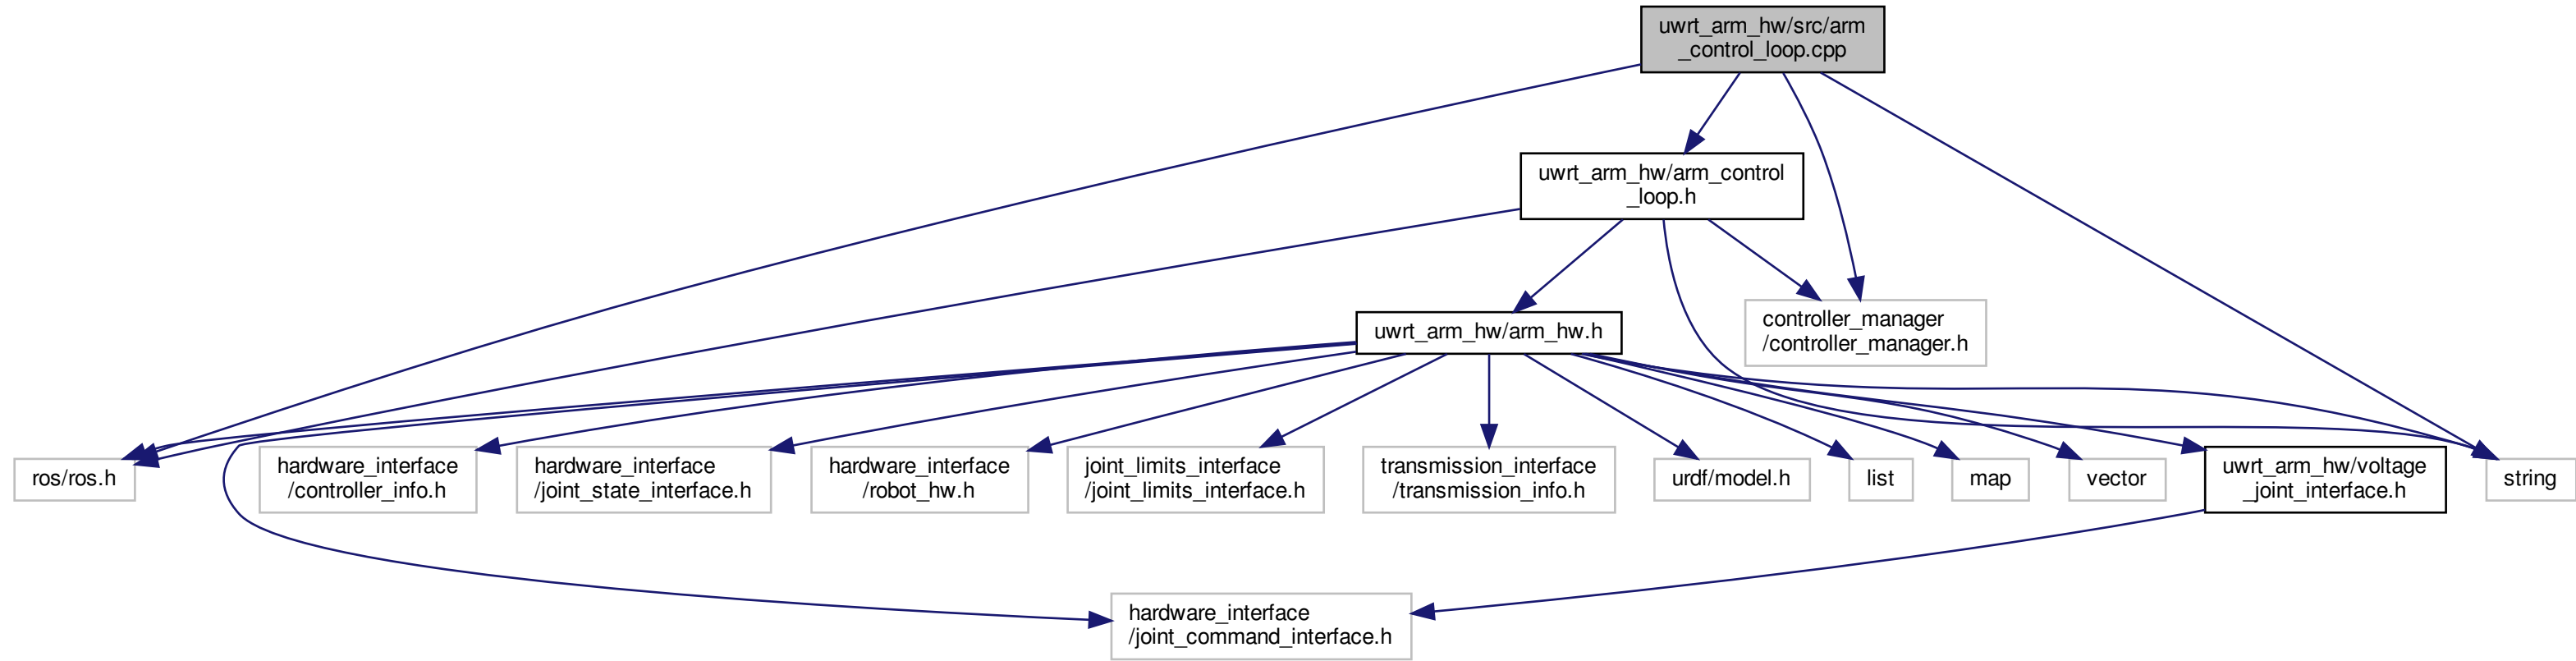 uwrt_arm_hw/src/arm
_control_loop.cpp
uwrt_arm_hw/arm_control
_loop.h
controller_manager
/controller_manager.h
uwrt_arm_hw/arm_hw.h
ros/ros.h
hardware_interface
/controller_info.h
hardware_interface
/joint_state_interface.h
hardware_interface
/robot_hw.h
joint_limits_interface
/joint_limits_interface.h
transmission_interface
/transmission_info.h
urdf/model.h
list
map
vector
uwrt_arm_hw/voltage
_joint_interface.h
string
hardware_interface
/joint_command_interface.h